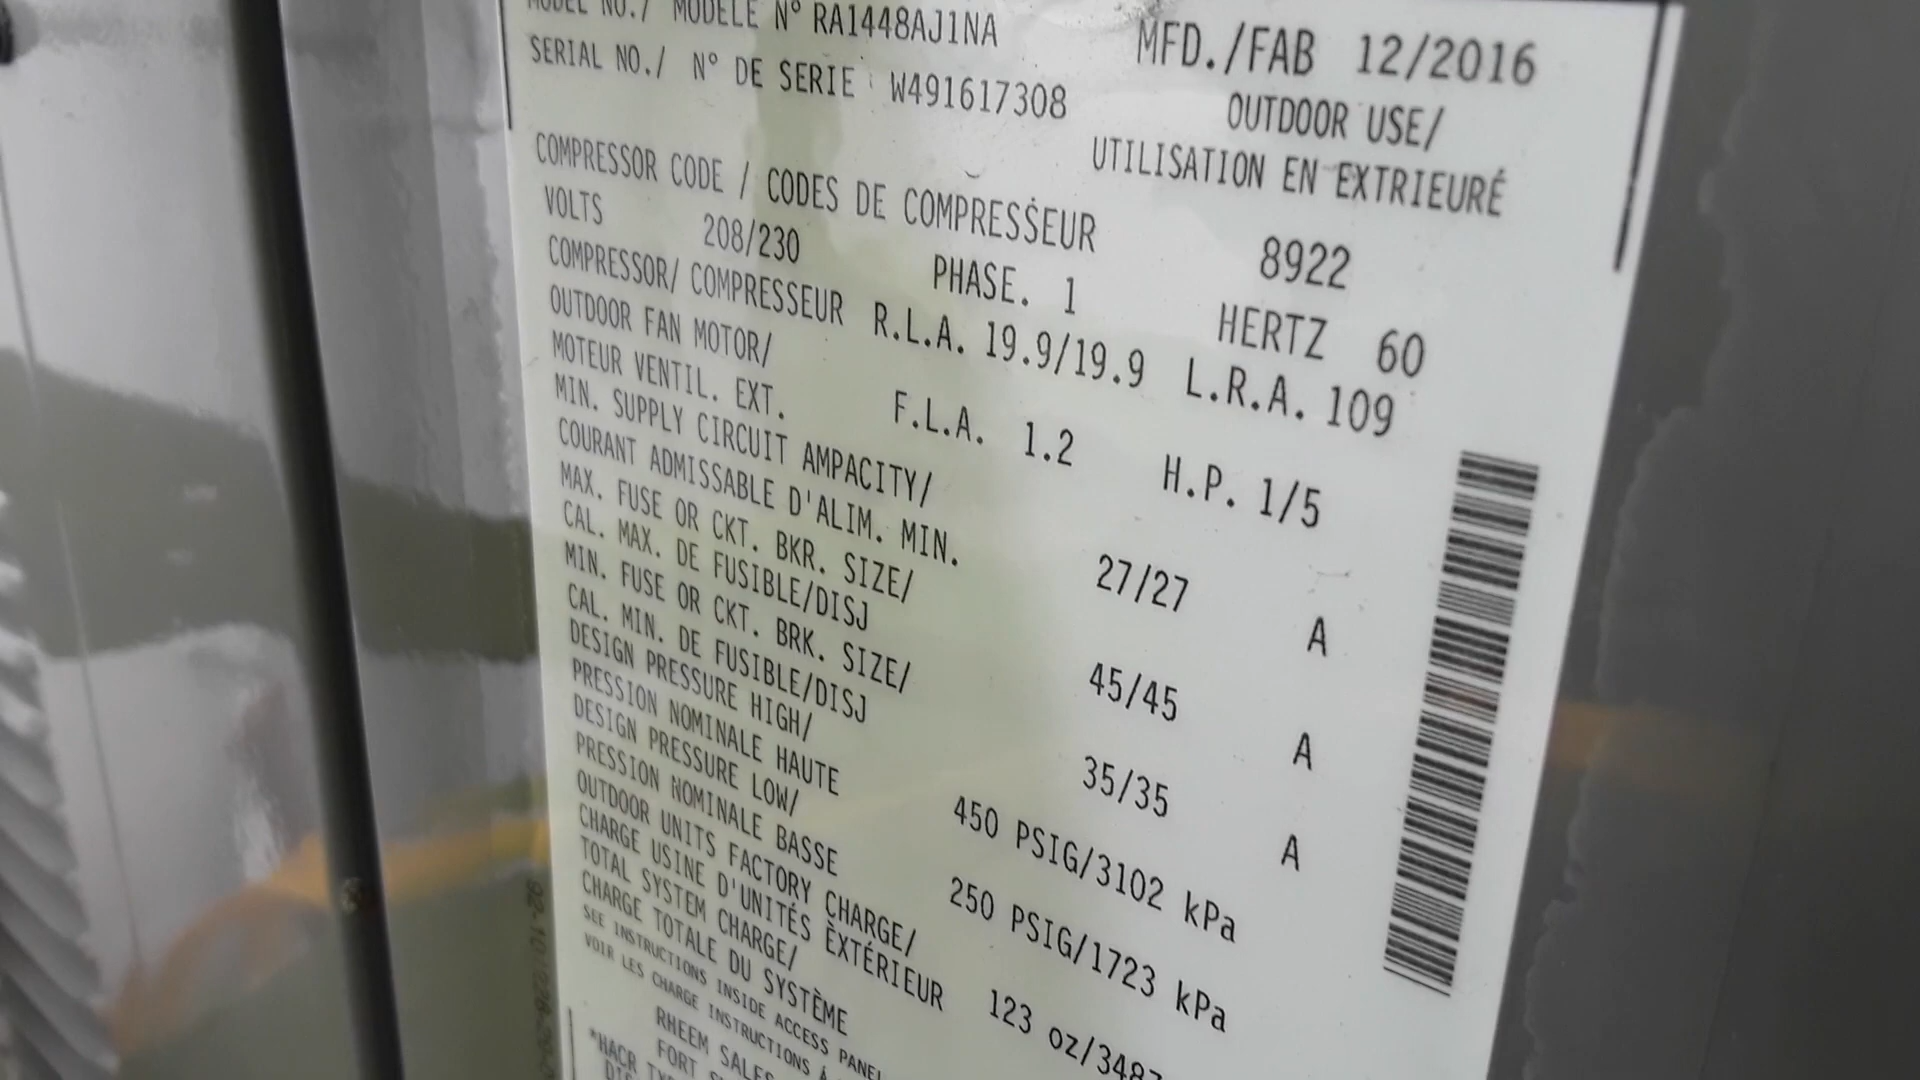 MODEL NO./ MODELE N° RA1448AJ1NA
MFD./FAB 12/2016
SERIAL NO./ N° DE SERIE W491617308
OUTDOOR USE/
UTILISATION EN EXTRIEURÉ
COMPRESSOR CODE / CODES DE COMPRESSEUR 8922
VOLTS 208/230 PHASE. 1 HERTZ 60
COMPRESSOR/ COMPRESSEUR R.L.A. 19.9/19.9 L.R.A. 109
OUTDOOR FAN MOTOR/
MOTEUR VENTIL. EXT. F.L.A. 1.2 H.P. 1/5
MIN. SUPPLY CIRCUIT AMPACITY/
COURANT ADMISSABLE D'ALIM. MIN. 27/27 A
MAX. FUSE OR CKT. BKR. SIZE/
CAL. MAX. DE FUSIBLE/DISJ 45/45 A
MIN. FUSE OR CKT. BRK. SIZE/
CAL. MIN. DE FUSIBLE/DISJ 35/35 A
DESIGN PRESSURE HIGH/
PRESSION NOMINALE HAUTE 450 PSIG/3102 kPa
DESIGN PRESSURE LOW/
PRESSION NOMINALE BASSE 250 PSIG/1723 kPa
OUTDOOR UNITS FACTORY CHARGE/
CHARGE USINE D'UNITÉS EXTÉRIEUR 123 oz/3487
TOTAL SYSTEM CHARGE/
CHARGE TOTALE DU SYSTÈME
SEE INSTRUCTIONS INSIDE ACCESS PANEL
VOIR LES CHARGE INSTRUCTIONS Á
RHEEM SALES
FORT
*HACR